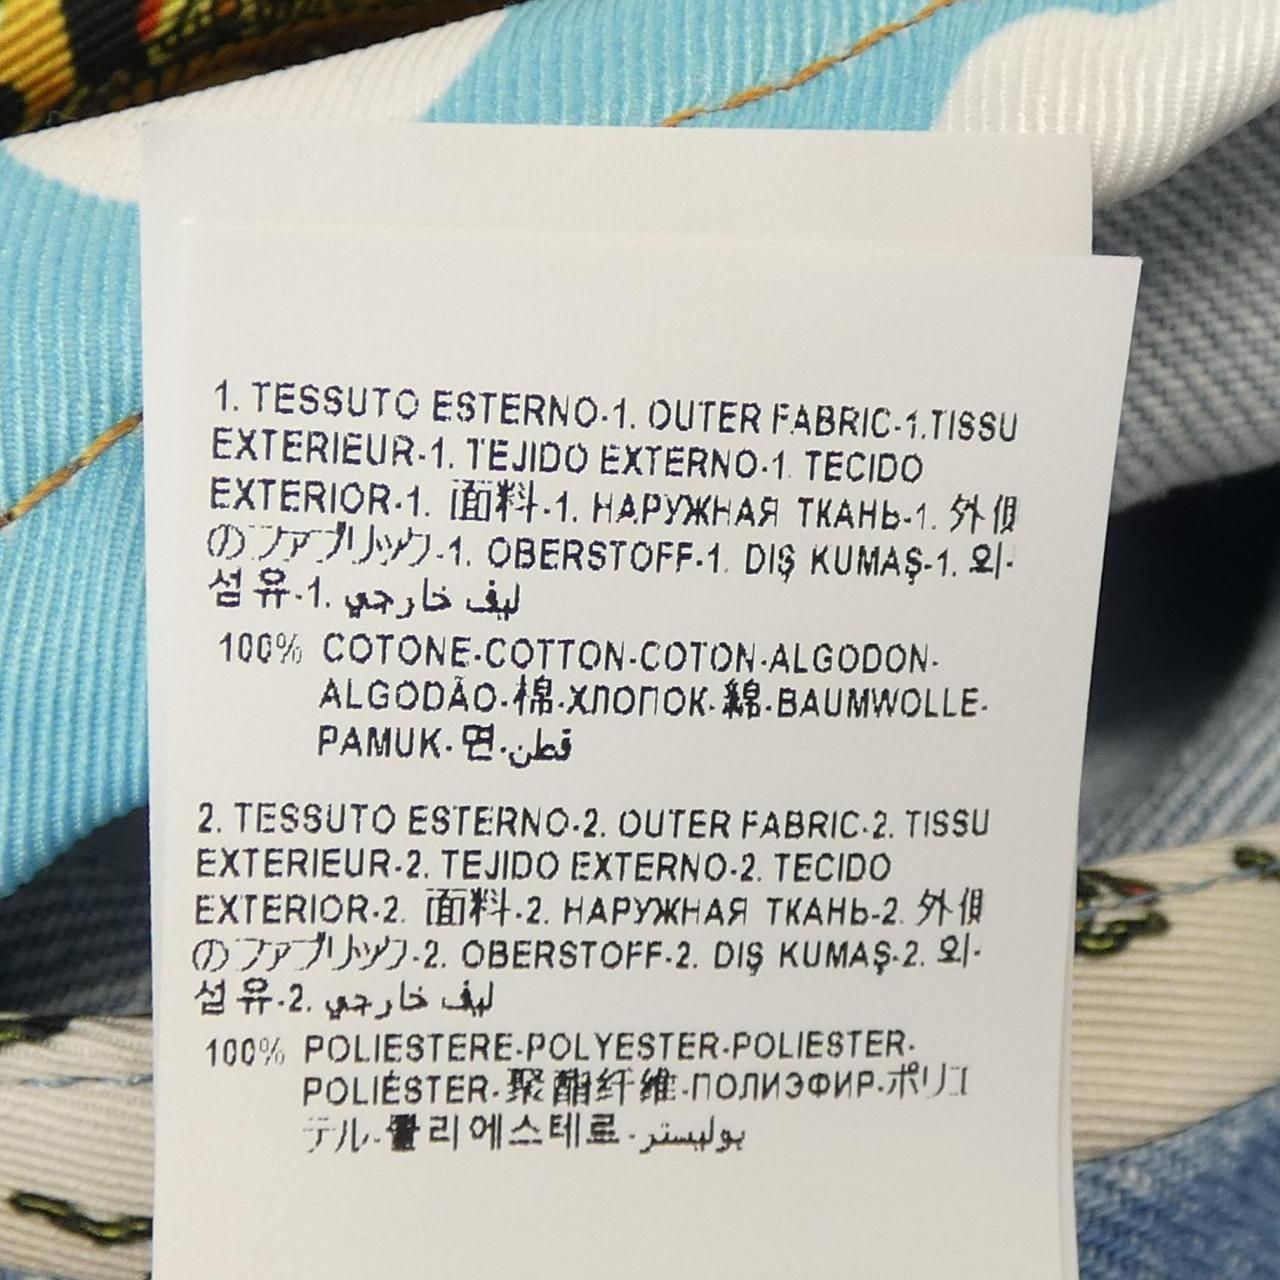 1. TESSUTO ESTERNO-1. OUTER FABRIC-1.TISSU
EXTERIEUR-1. TEJIDO EXTERNO-1. TECIDO
EXTERIOR-1. 面料-1. НАРУЖНАЯ ТКАНЬ-1. 外側
のファブリック-1. OBERSTOFF-1. DIŞ KUMAŞ-1. 외-
섬유-1. ليف خارجي
100% COTONE-COTTON-COTON-ALGODON-
ALGODÃO-棉-ХЛОПОК-綿-BAUMWOLLE-
PAMUK-면-قطن
2. TESSUTO ESTERNO-2. OUTER FABRIC-2. TISSU
EXTERIEUR-2. TEJIDO EXTERNO-2. TECIDO
EXTERIOR-2. 面料-2. НАРУЖНАЯ ТКАНЬ-2. 外側
のファブリック-2. OBERSTOFF-2. DIŞ KUMAŞ-2. 외-
섬유-2. ليف خارجي
100% POLIESTERE-POLYESTER-POLIESTER-
POLIÉSTER-聚酯纤维-ПОЛИЭФИР-ポリエ
テル-폴리에스테르-بوليستر